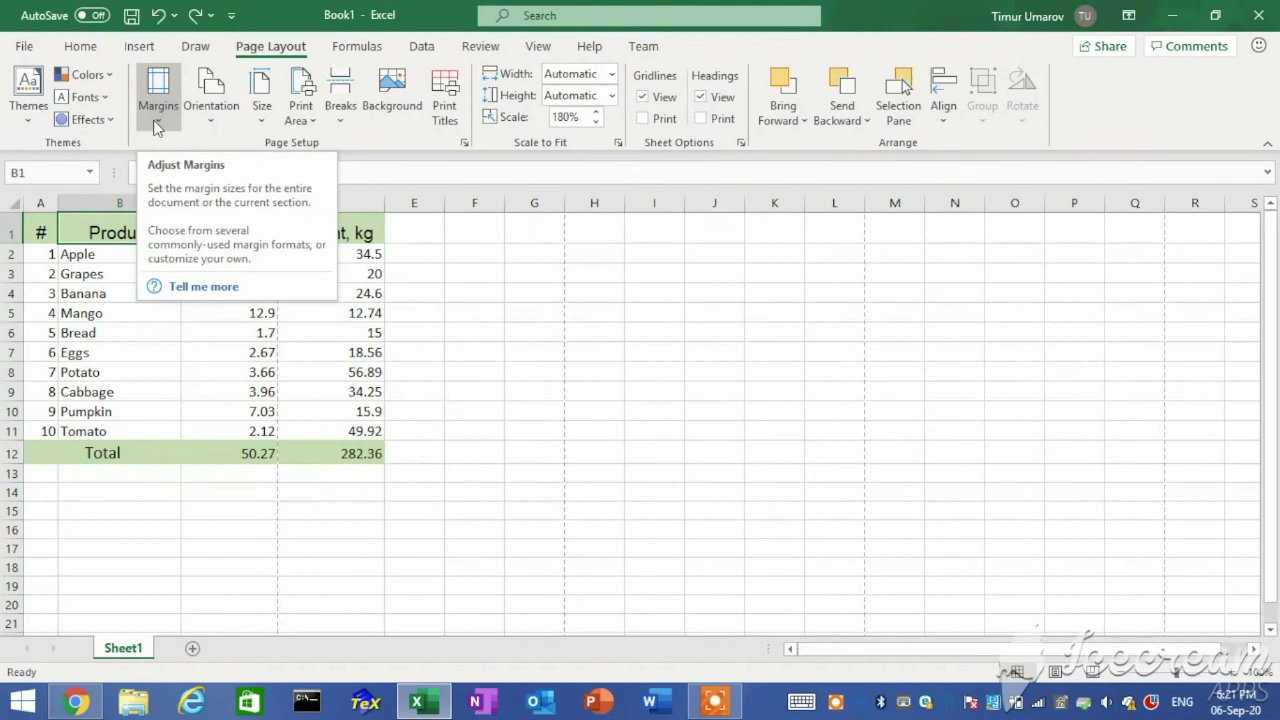 AutoSave Off Book1 - Excel Search Timur Umarov TU
File Home Insert Draw Page Layout Formulas Data Review View Help Team Share Comments
Colors Width: Automatic Gridlines Headings
Fonts Height: Automatic View View
Themes Effects Margins Orientation Size Print Area Breaks Background Print Titles Scale: 180% Print Print Bring Forward Send Backward Selection Pane Align Group Rotate
Themes Page Setup Scale to Fit Sheet Options Arrange
B1
Adjust Margins
Set the margin sizes for the entire
document or the current section.
Choose from several
commonly-used margin formats, or
customize your own.
Tell me more
A B E F G H I J K L M N O P Q R S
1 # kg
2 1 Apple 34.5
3 2 Grapes 20
4 3 Banana 24.6
5 4 Mango 12.9 12.74
6 5 Bread 1.7 15
7 6 Eggs 2.67 18.56
8 7 Potato 3.66 56.89
9 8 Cabbage 3.96 34.25
10 9 Pumpkin 7.03 15.9
11 10 Tomato 2.12 49.92
12 Total 50.27 282.36
13
14
15
16
17
18
19
20
21
Sheet1
Ready
Icecream
APPS
100%
ENG 6:21 PM
06-Sep-20